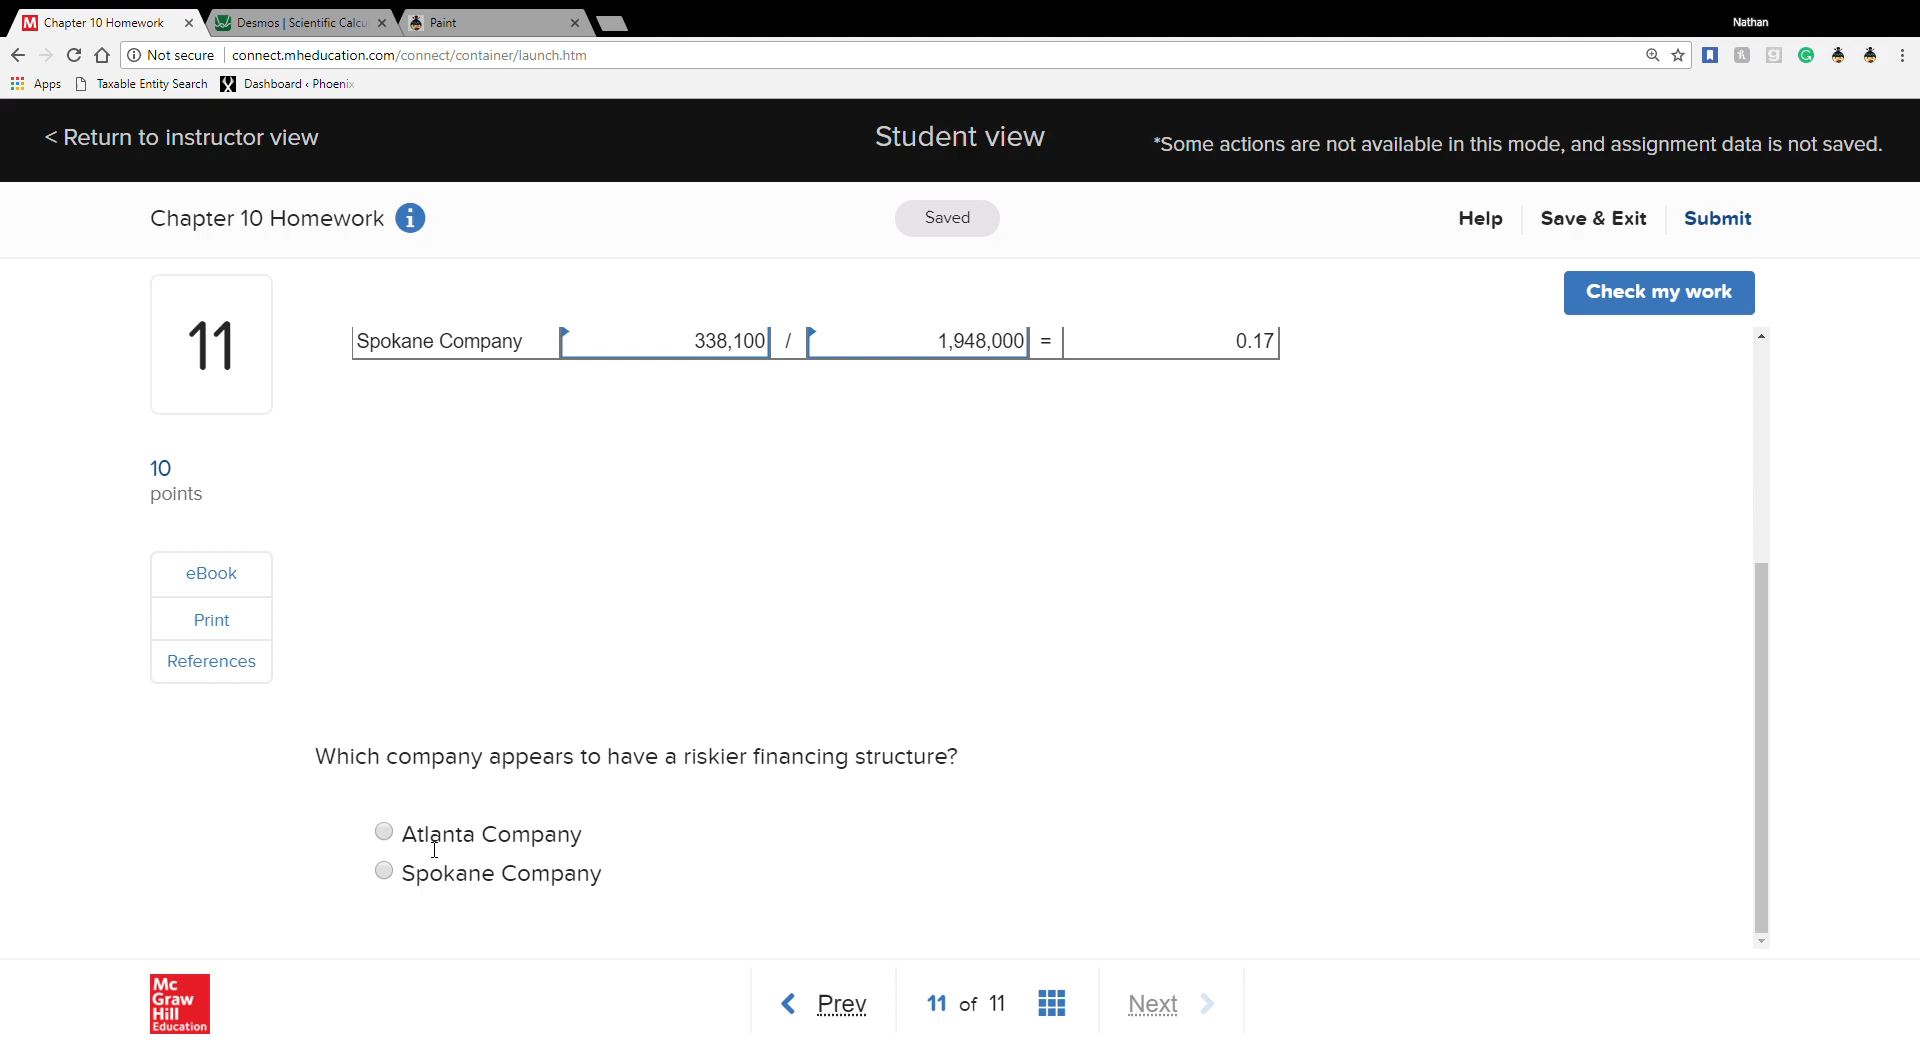 Chapter 10 Homework
Desmos | Scientific Calcu
Paint
Nathan
Not secure
connect.mheducation.com/connect/container/launch.htm
Apps
Taxable Entity Search
Dashboard ‹ Phoenix
< Return to instructor view
Student view
*Some actions are not available in this mode, and assignment data is not saved.
Chapter 10 Homework
Saved
Help
Save & Exit
Submit
11
Check my work
Spokane Company 338,100 / 1,948,000 = 0.17
10
points
eBook
Print
References
Which company appears to have a riskier financing structure?
Atlanta Company
Spokane Company
Mc
Graw
Hill
Education
Prev
11 of 11
Next